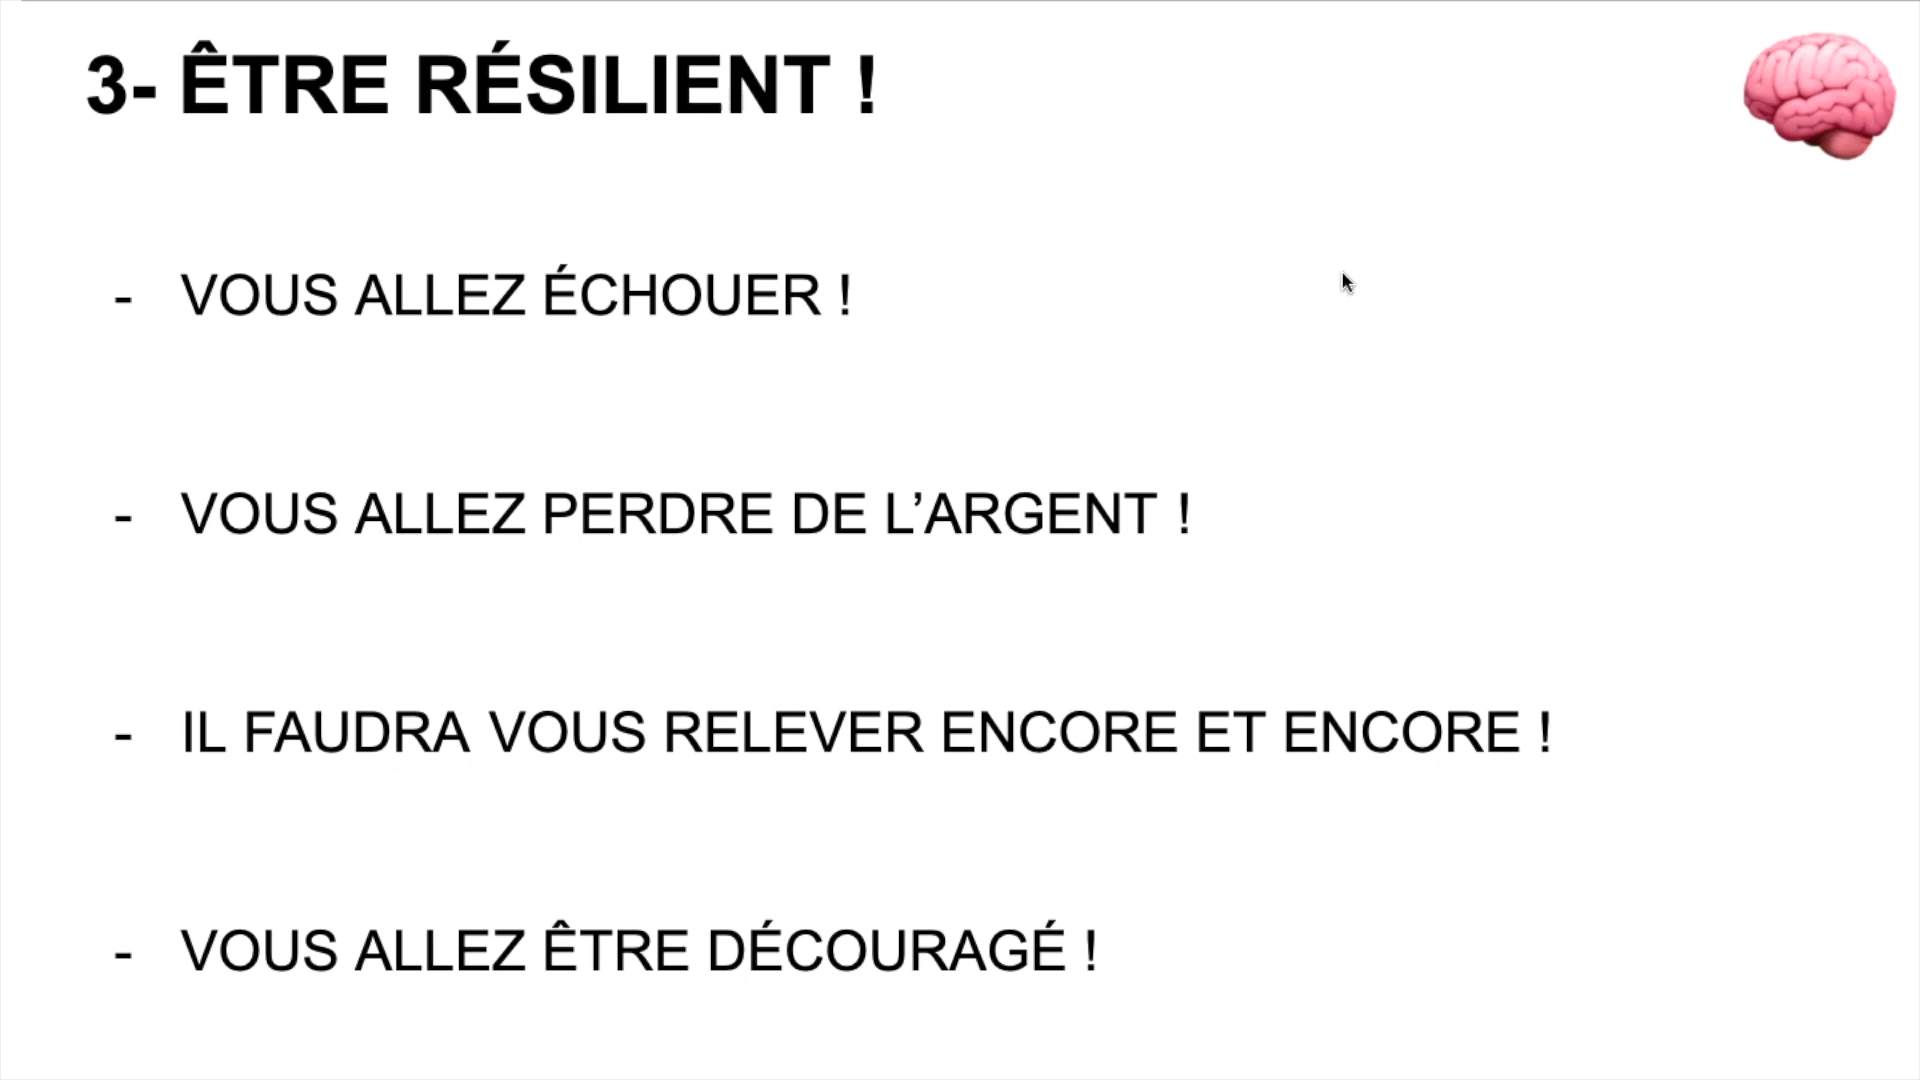 3- ÊTRE RÉSILIENT !
- VOUS ALLEZ ÉCHOUER !
- VOUS ALLEZ PERDRE DE L’ARGENT !
- IL FAUDRA VOUS RELEVER ENCORE ET ENCORE !
- VOUS ALLEZ ÊTRE DÉCOURAGÉ !